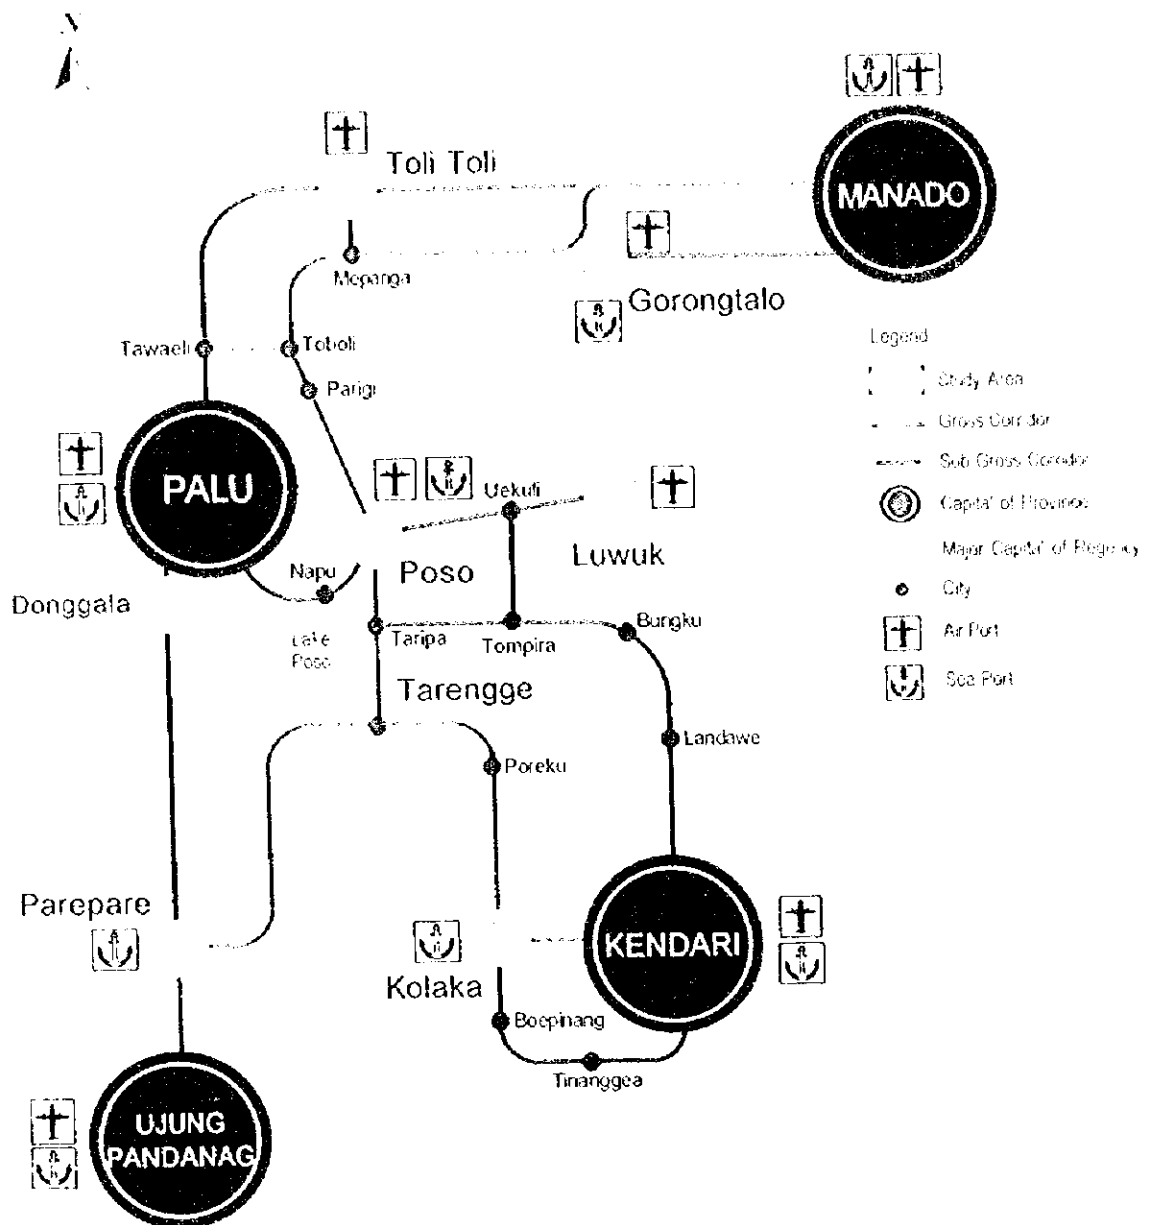 N
Toli Toli
MANADO
Mepanga
Gorongtalo
Tawaeli
Toboli
Parigi
Legend
Study Area
Gross Corridor
Sub Gross Corridor
Capital of Province
Major Capital of Regency
City
Air Port
Sea Port
PALU
Uekuli
Luwuk
Napu
Poso
Donggala
Lake
Poso
Taripa
Tompira
Bungku
Tarengge
Landawe
Poreku
Parepare
KENDARI
Kolaka
Boepinang
Tinanggea
UJUNG
PANDANAG